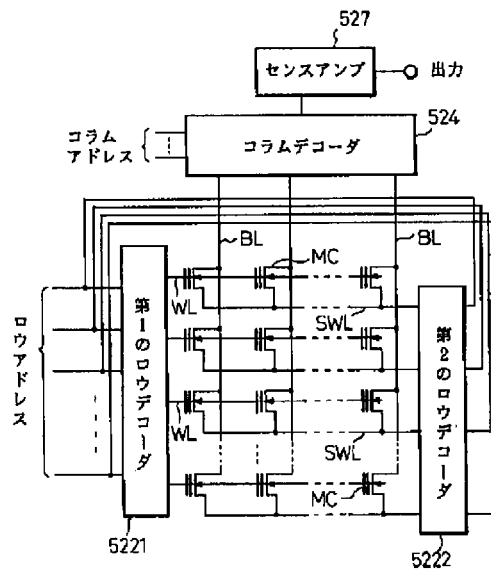 527
センスアンプ
出力
524
コラム
アドレス
コラムデコーダ
BL
MC
BL
WL
SWL
ロウアドレス
第1のロウデコーダ
第2のロウデコーダ
WL
SWL
MC
5221
5222